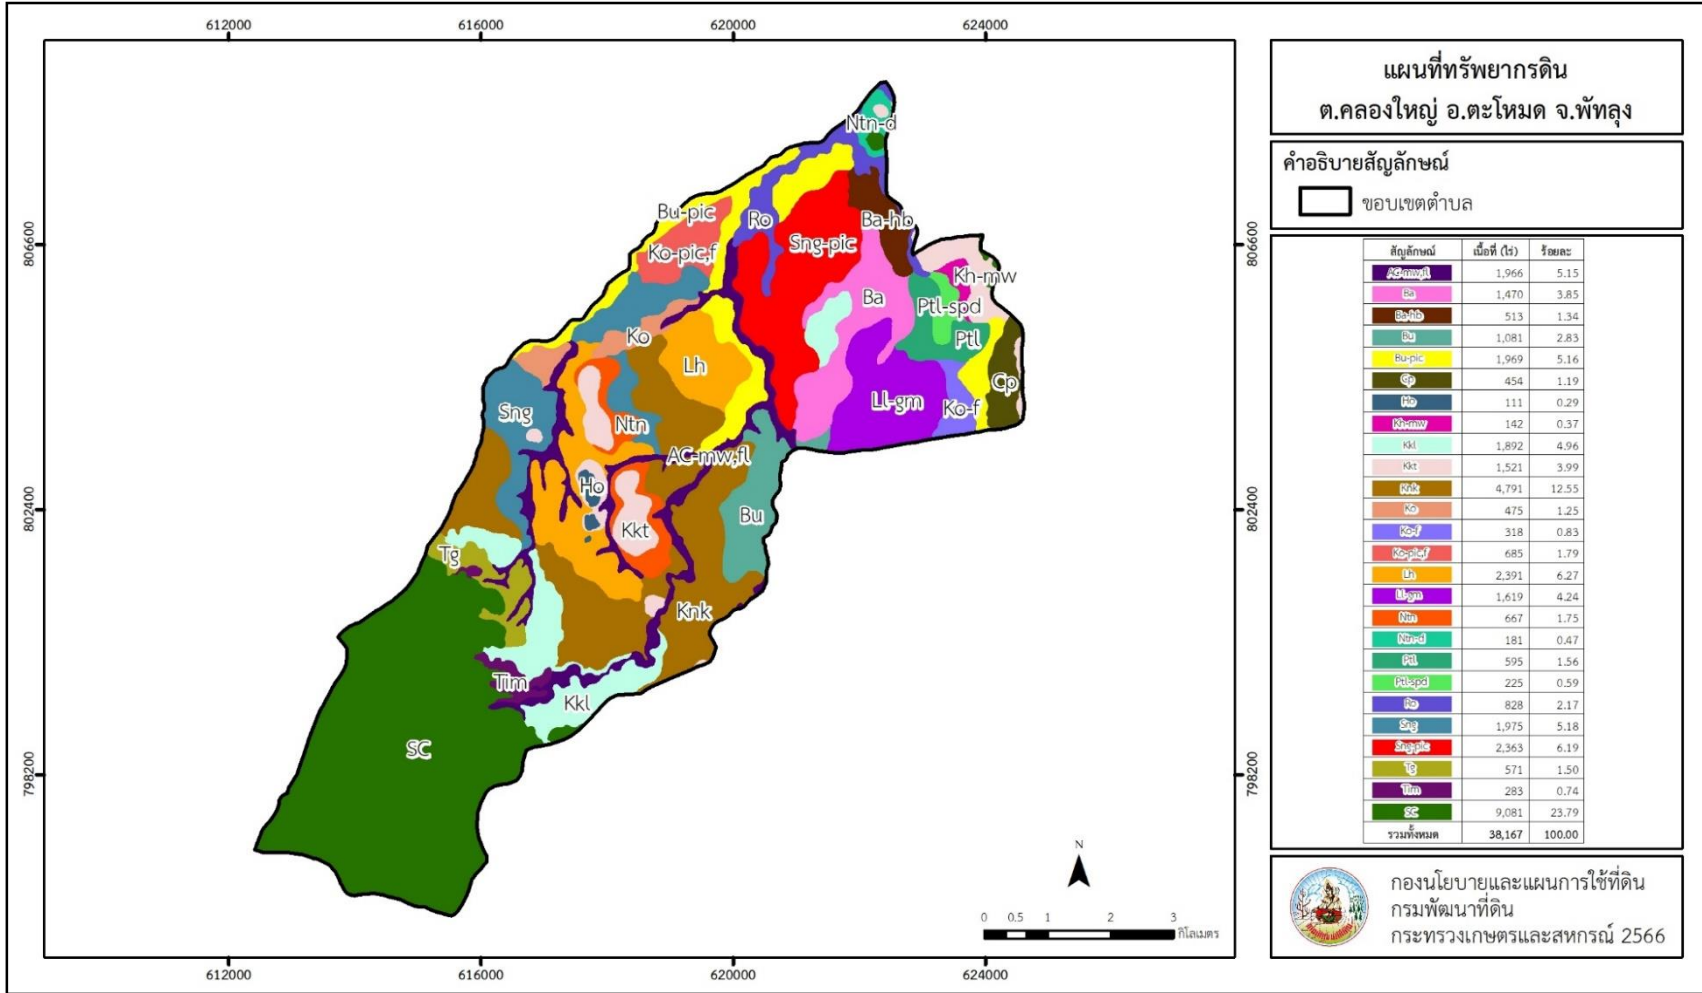 612000
616000
620000
624000
806600
802400
798200
806600
802400
798200
Ntn-d
Bu-pic
Ro
Ba-hb
Ko-pic,f
Sng-pic
Kh-mw
Ba
Ptl-spd
Ko
Ptl
Lh
Cp
Ll-gm
Ko-f
Sng
Ntn
AC-mw,fl
Ho
Bu
Kkt
Tg
Knk
Tim
Kkl
SC
N
0 0.5 1 2 3
กิโลเมตร
612000
616000
620000
624000
แผนที่ทรัพยากรดิน
ต.คลองใหญ่ อ.ตะโหมด จ.พัทลุง
คำอธิบายสัญลักษณ์
ขอบเขตตำบล
สัญลักษณ์ เนื้อที่ (ไร่) ร้อยละ
AC-mw,fl 1,966 5.15
Ba 1,470 3.85
Ba-hb 513 1.34
Bu 1,081 2.83
Bu-pic 1,969 5.16
Cp 454 1.19
Ho 111 0.29
Kh-mw 142 0.37
Kkl 1,892 4.96
Kkt 1,521 3.99
Knk 4,791 12.55
Ko 475 1.25
Ko-f 318 0.83
Ko-pic,f 685 1.79
Lh 2,391 6.27
Ll-gm 1,619 4.24
Ntn 667 1.75
Ntn-d 181 0.47
Ptl 595 1.56
Ptl-spd 225 0.59
Ro 828 2.17
Sng 1,975 5.18
Sng-pic 2,363 6.19
Tg 571 1.50
Tim 283 0.74
SC 9,081 23.79
รวมทั้งหมด 38,167 100.00
กองนโยบายและแผนการใช้ที่ดิน
กรมพัฒนาที่ดิน
กระทรวงเกษตรและสหกรณ์ 2566